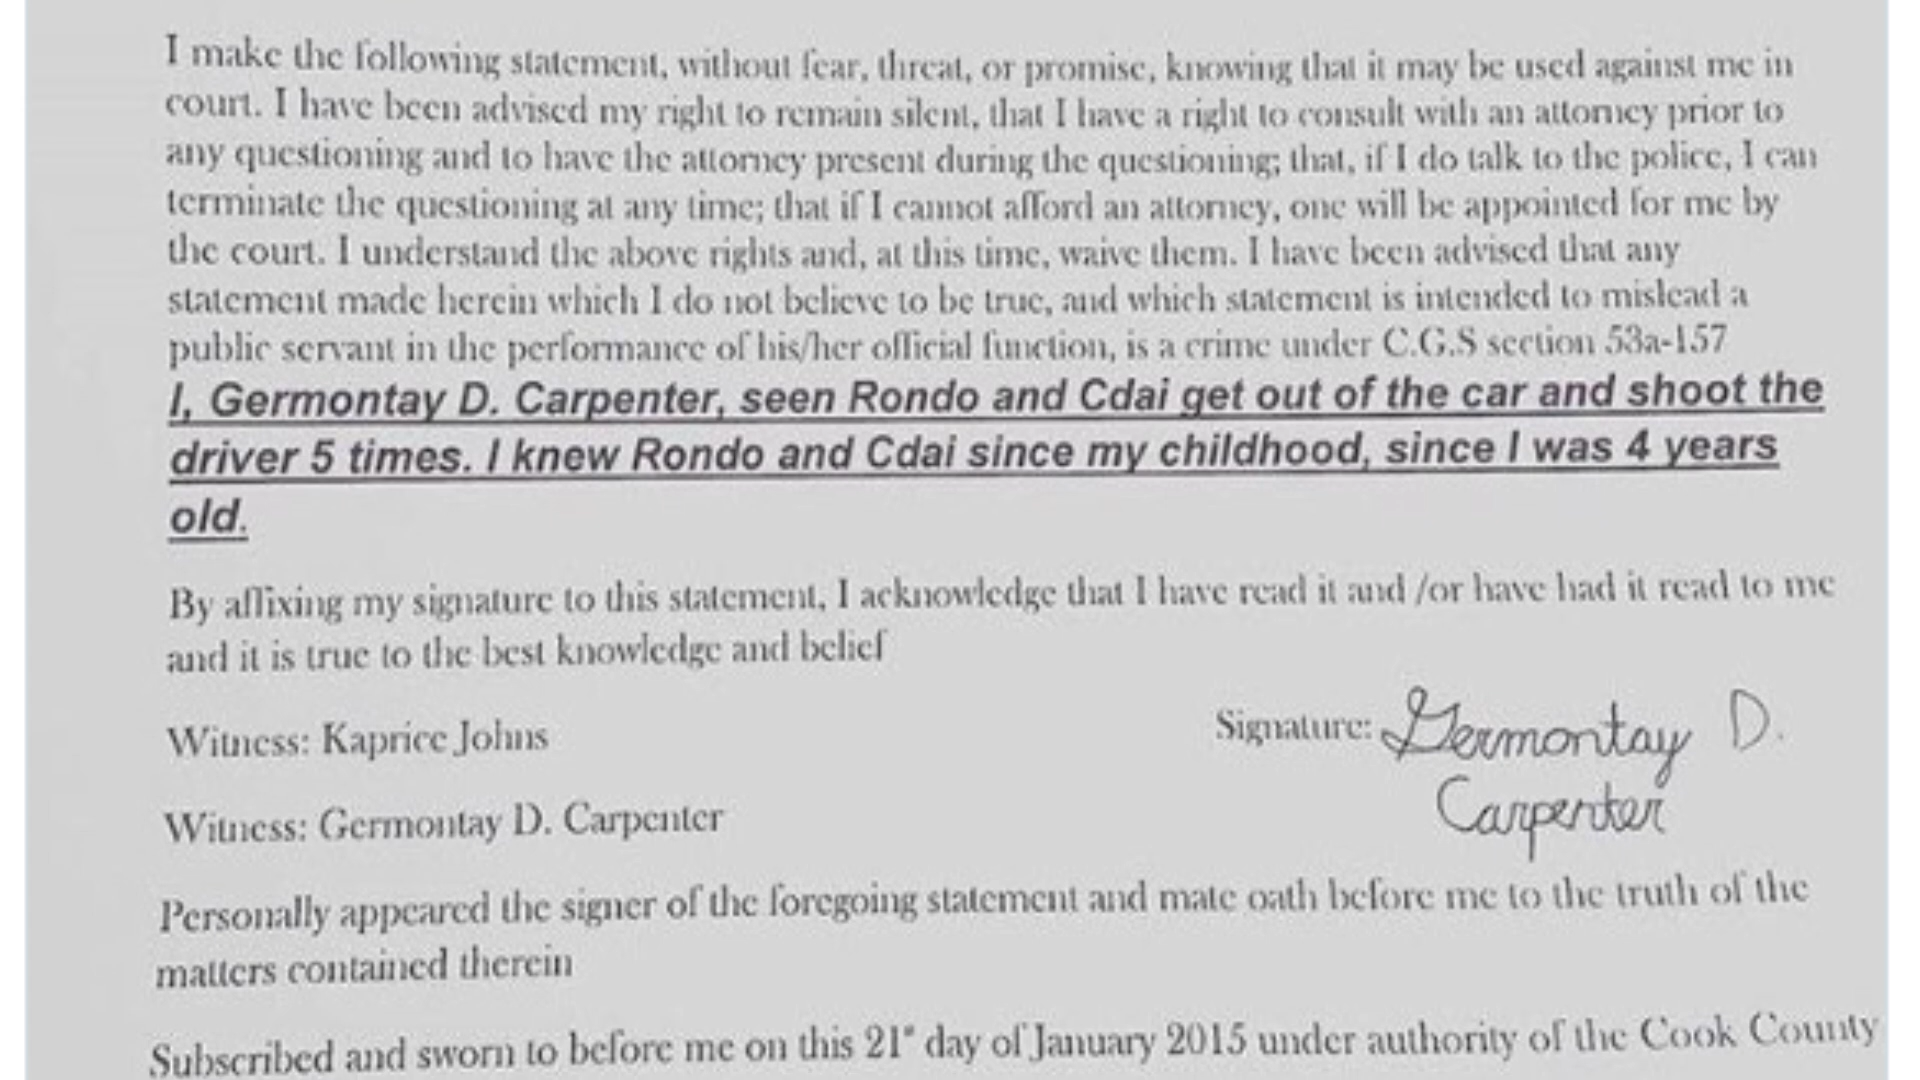 I make the following statement, without fear, threat, or promise, knowing that it may be used against me in
court. I have been advised my right to remain silent, that I have a right to consult with an attorney prior to
any questioning and to have the attorney present during the questioning; that, if I do talk to the police, I can
terminate the questioning at any time; that if I cannot afford an attorney, one will be appointed for me by
the court. I understand the above rights and, at this time, waive them. I have been advised that any
statement made herein which I do not believe to be true, and which statement is intended to mislead a
public servant in the performance of his/her official function, is a crime under C.G.S section 53a-157
I, Germontay D. Carpenter, seen Rondo and Cdai get out of the car and shoot the
driver 5 times. I knew Rondo and Cdai since my childhood, since I was 4 years
old.
By affixing my signature to this statement, I acknowledge that I have read it and /or have had it read to me
and it is true to the best knowledge and belief
Witness: Kaprice Johns
Signature: Germontay D.
Carpenter
Witness: Germontay D. Carpenter
Personally appeared the signer of the foregoing statement and mate oath before me to the truth of the
matters contained therein
Subscribed and sworn to before me on this 21" day of January 2015 under authority of the Cook County